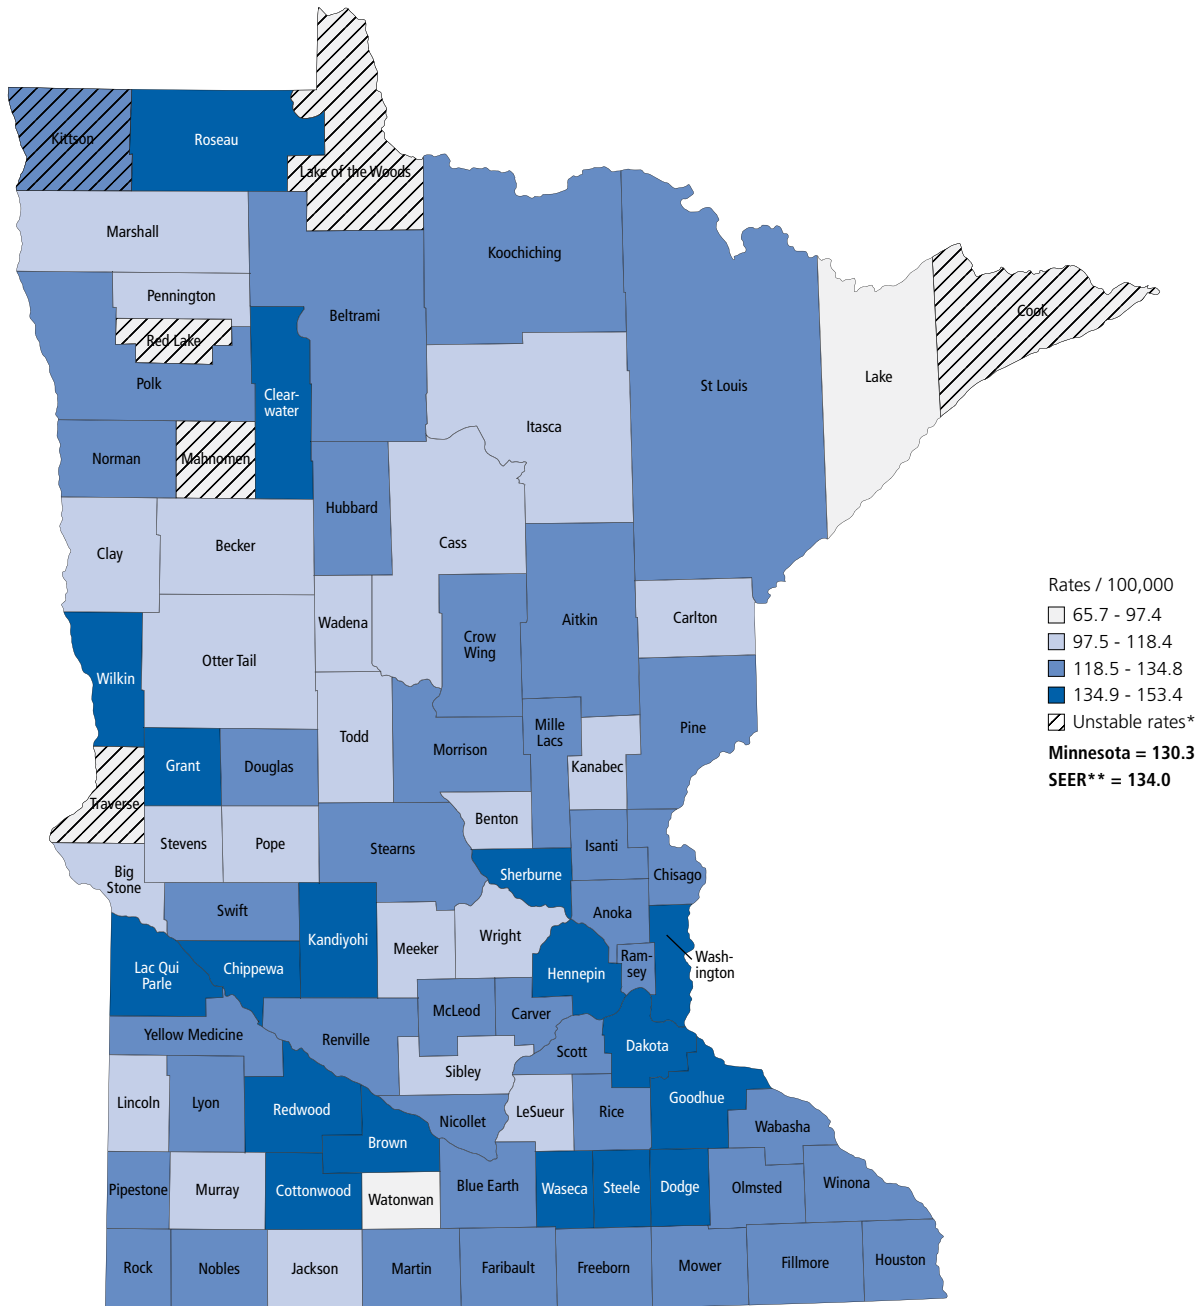 Kittson
Roseau
Lake of the Woods
Marshall
Koochiching
Pennington
Beltrami
Red Lake
Cook
Polk
Lake
St Louis
Clear-
water
Itasca
Norman
Mahnomen
Hubbard
Clay
Becker
Cass
Wadena
Aitkin
Carlton
Crow
Wing
Otter Tail
Wilkin
Mille
Lacs
Pine
Todd
Morrison
Grant
Douglas
Kanabec
Traverse
Benton
Stevens
Pope
Stearns
Isanti
Big
Stone
Sherburne
Chisago
Swift
Anoka
Kandiyohi
Meeker
Wright
Ram-
sey
Wash-
ington
Lac Qui
Parle
Chippewa
Hennepin
McLeod
Carver
Yellow Medicine
Renville
Scott
Dakota
Sibley
Lincoln
Lyon
Redwood
LeSueur
Rice
Goodhue
Nicollet
Wabasha
Brown
Pipestone
Murray
Cottonwood
Watonwan
Blue Earth
Waseca
Steele
Dodge
Olmsted
Winona
Rock
Nobles
Jackson
Martin
Faribault
Freeborn
Mower
Fillmore
Houston
Rates / 100,000
65.7 - 97.4
97.5 - 118.4
118.5 - 134.8
134.9 - 153.4
Unstable rates*
Minnesota = 130.3
SEER** = 134.0